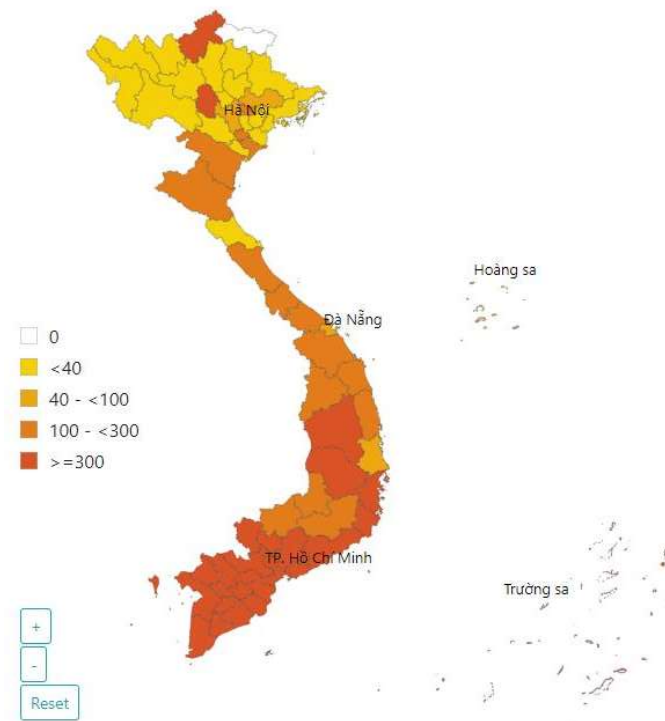 Hà Nội
Hoàng sa
Đà Nẵng
0
<40
40 - <100
100 - <300
>=300
TP. Hồ Chí Minh
Trường sa
+
-
Reset